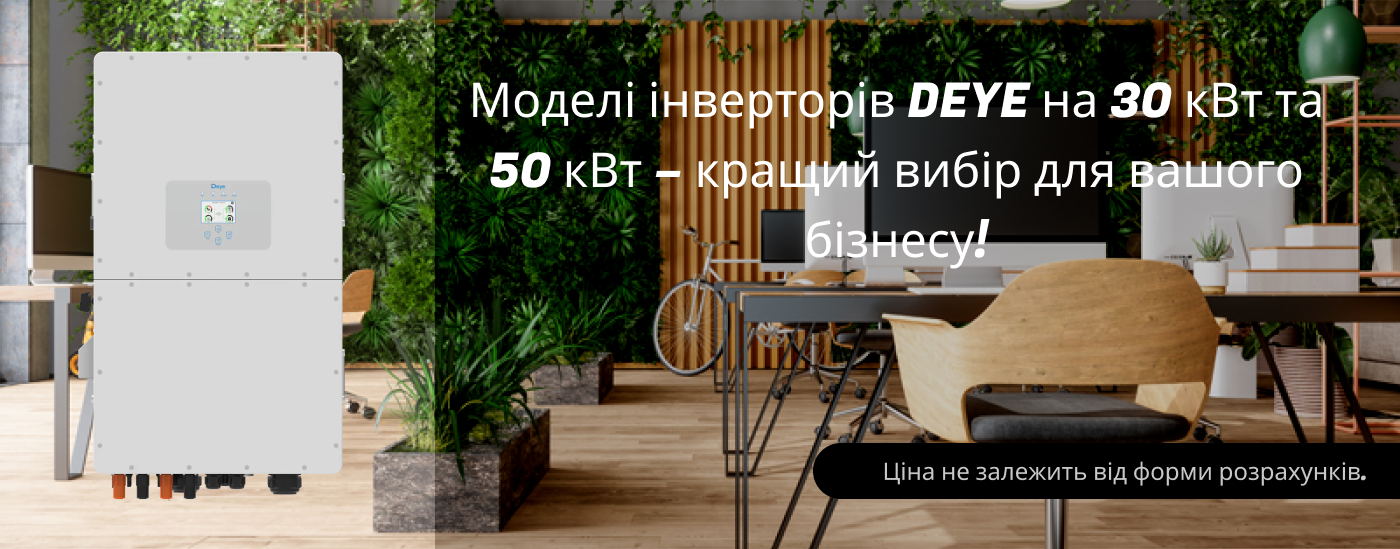 Моделі інверторів DEYE на 30 кВт та
50 кВт – кращий вибір для вашого
бізнесу!
Deye
Ціна не залежить від форми розрахунків.